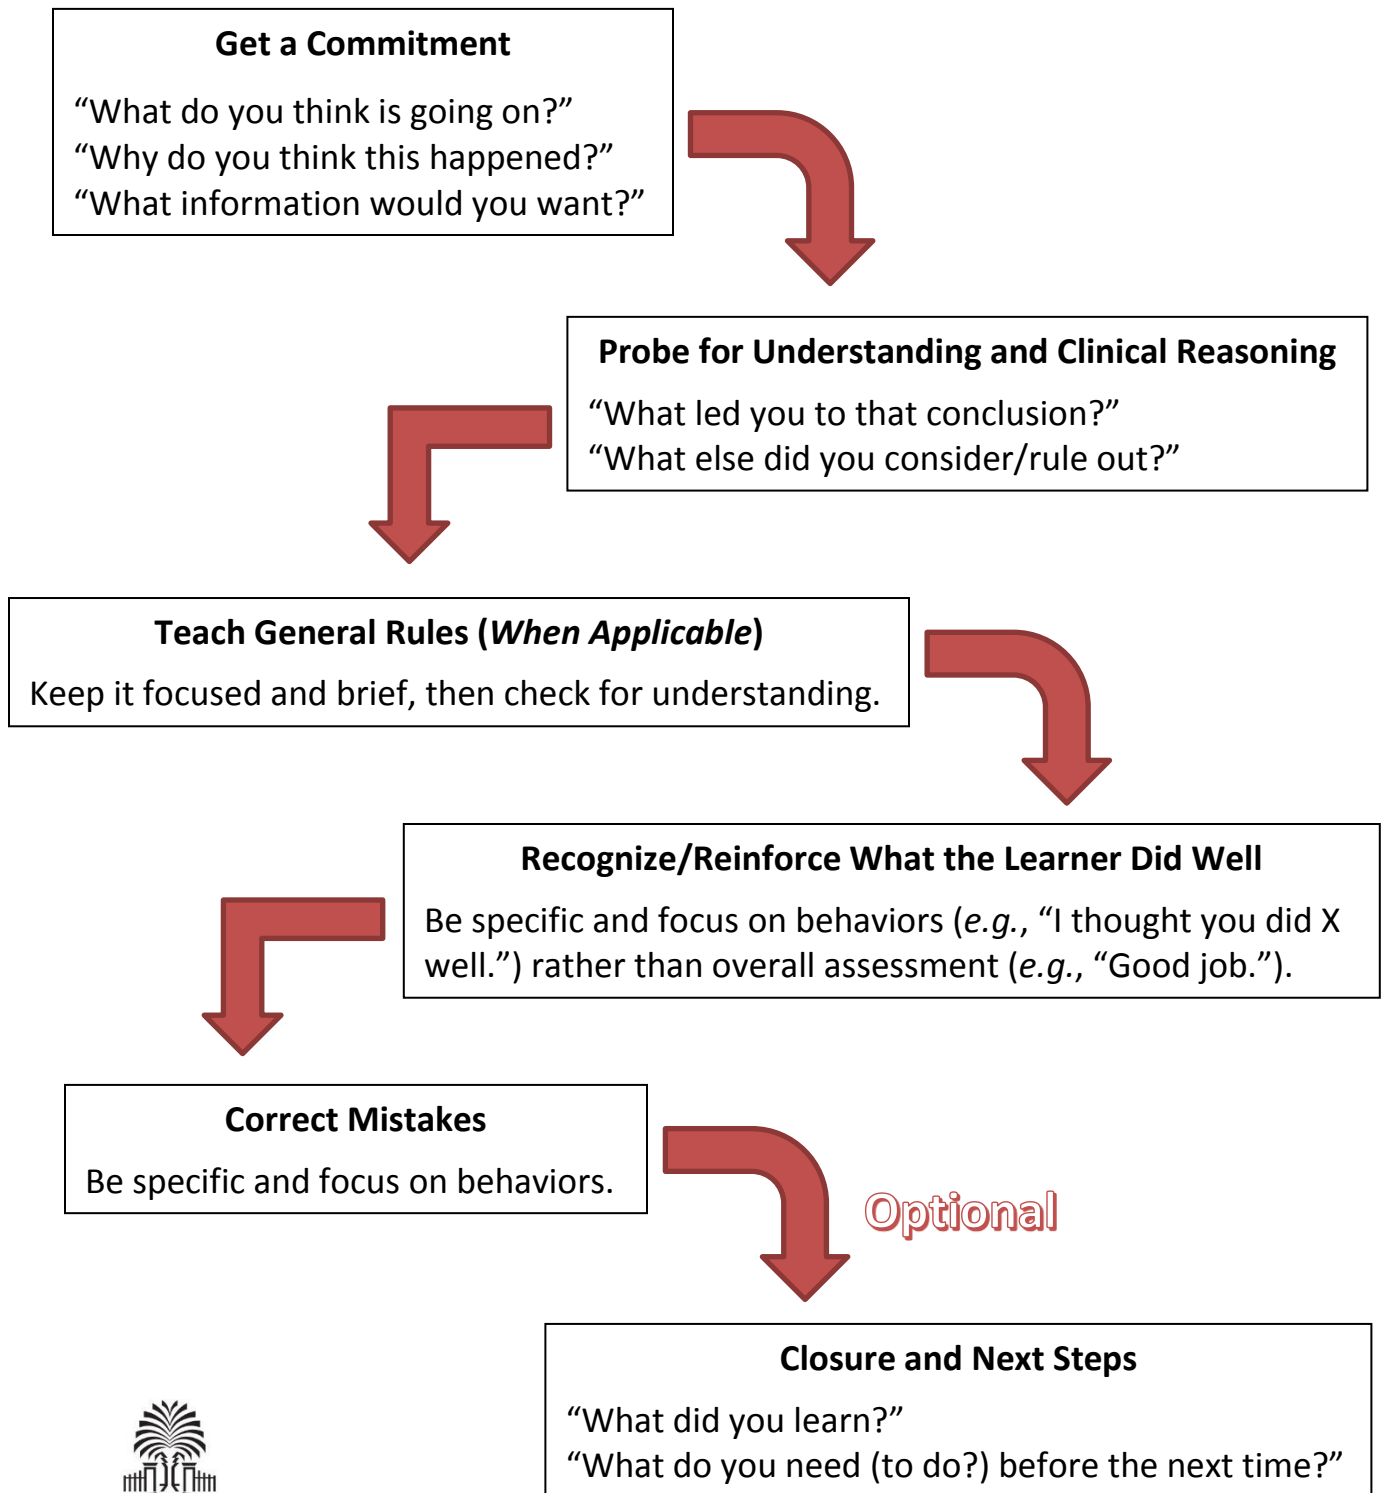 Get a Commitment
“What do you think is going on?”
“Why do you think this happened?”
“What information would you want?”
Probe for Understanding and Clinical Reasoning
“What led you to that conclusion?”
“What else did you consider/rule out?”
Teach General Rules (When Applicable)
Keep it focused and brief, then check for understanding.
Recognize/Reinforce What the Learner Did Well
Be specific and focus on behaviors (e.g., “I thought you did X
well.”) rather than overall assessment (e.g., “Good job.”).
Correct Mistakes
Be specific and focus on behaviors.
Optional
Closure and Next Steps
“What did you learn?”
“What do you need (to do?) before the next time?”